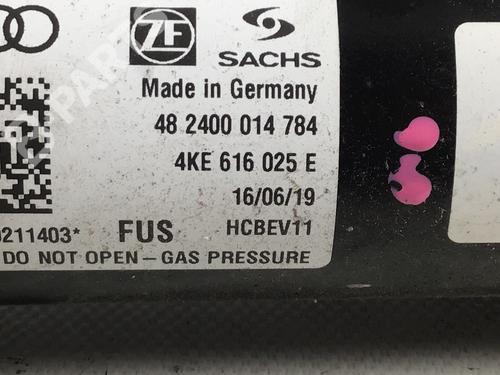 ZF SACHS
Made in Germany
48 2400 014 784
4KE 616 025 E
16/06/19
0211403* FUS HCBEV11
DO NOT OPEN – GAS PRESSURE